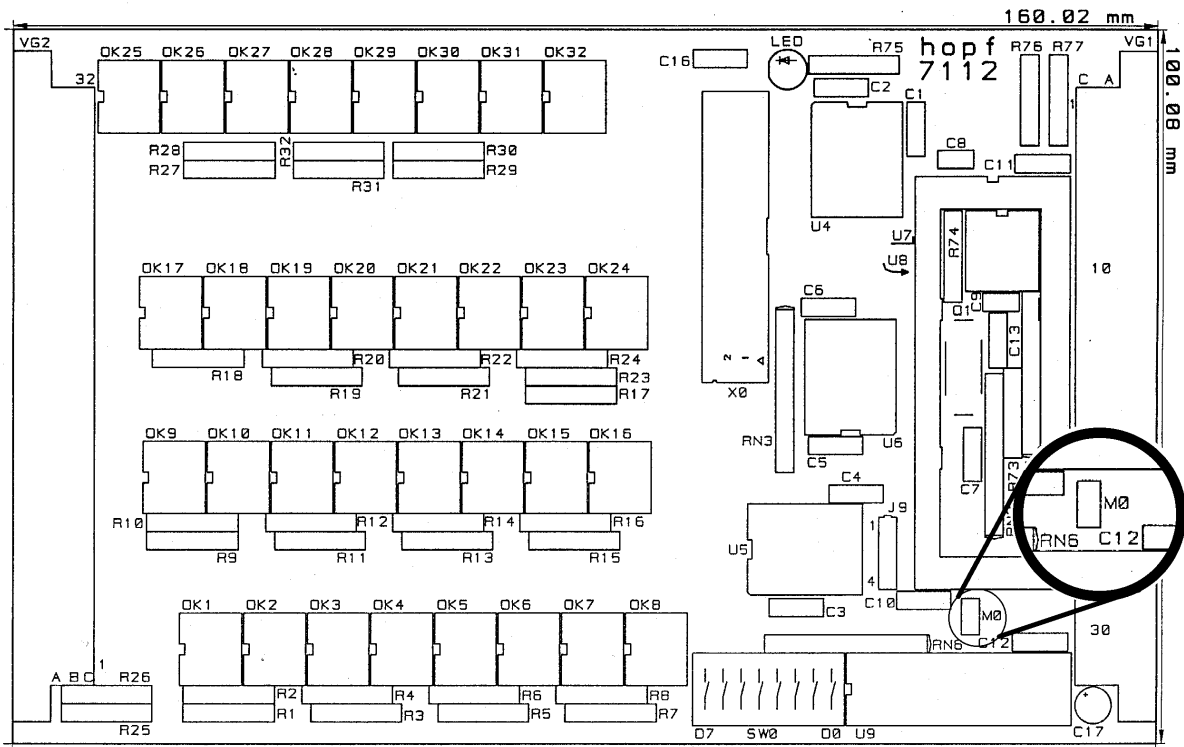 160.02 mm
VG2 OK25 OK26 OK27 OK28 OK29 OK30 OK31 OK32 LED R75 hopf R76 R77 VG1
C16 7112
32 C2 C1 C A 100.08 mm
1
R28 R32 R30 C8
R27 R31 R29 C11
U4
U7 R74
U8 10
OK17 OK18 OK19 OK20 OK21 OK22 OK23 OK24
C6 C9
Q1
C13
R20 R22 R24 2 1
R18 R23
R19 R21 R17 X0
OK9 OK10 OK11 OK12 OK13 OK14 OK15 OK16 RN3 U6
C5
C7 R73
C4
R10 R12 R14 R16 J9 M0
1
R9 R11 R13 R15 U5 RN6 C12
4
OK1 OK2 OK3 OK4 OK5 OK6 OK7 OK8 C3 C10 M0
30
RN6 C12
1
A B C R26 R2 R4 R6 R8
R25 R1 R3 R5 R7 D7 SW0 D0 U9 C17